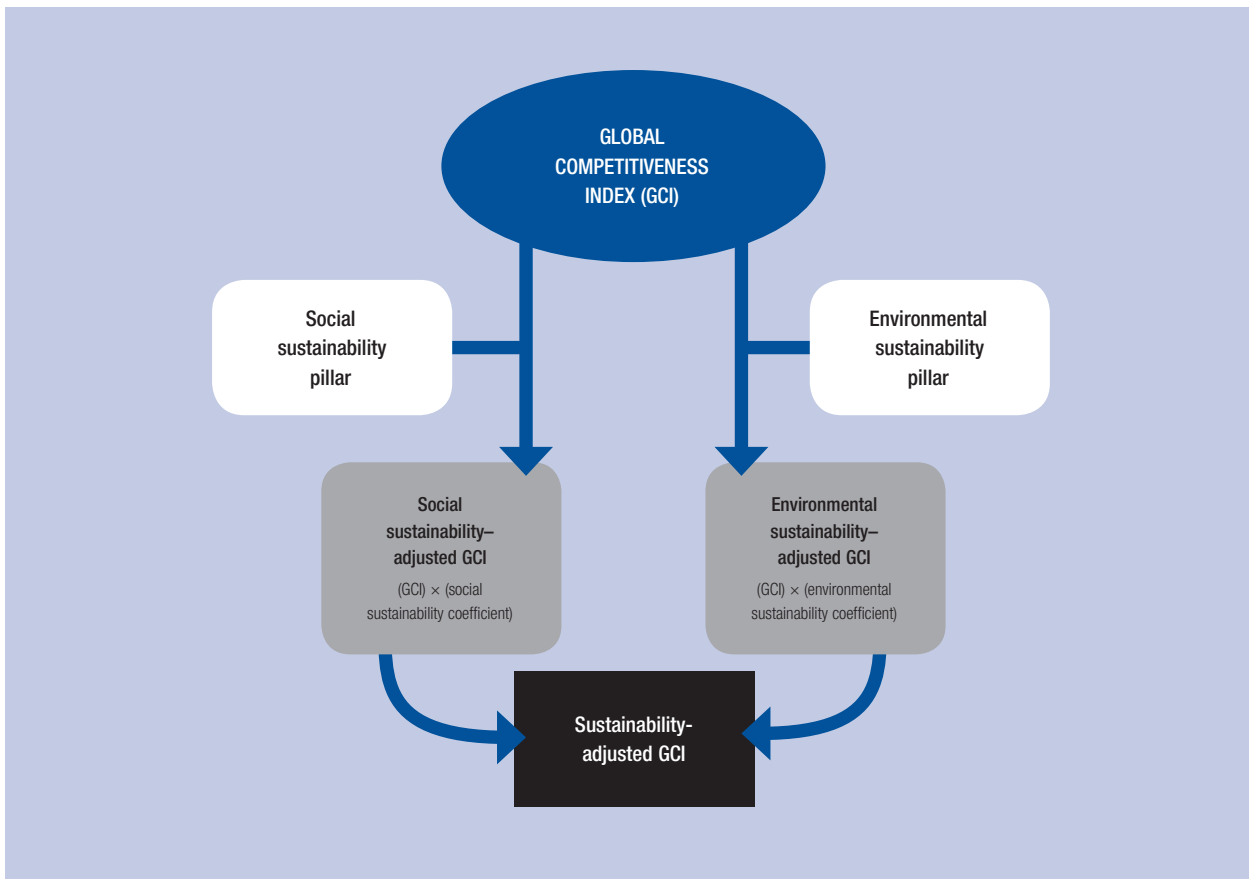 GLOBAL
COMPETITIVENESS
INDEX (GCI)
Social
sustainability
pillar
Environmental
sustainability
pillar
Social
sustainability–
adjusted GCI
(GCI) × (social
sustainability coefficient)
Environmental
sustainability–
adjusted GCI
(GCI) × (environmental
sustainability coefficient)
Sustainability-
adjusted GCI